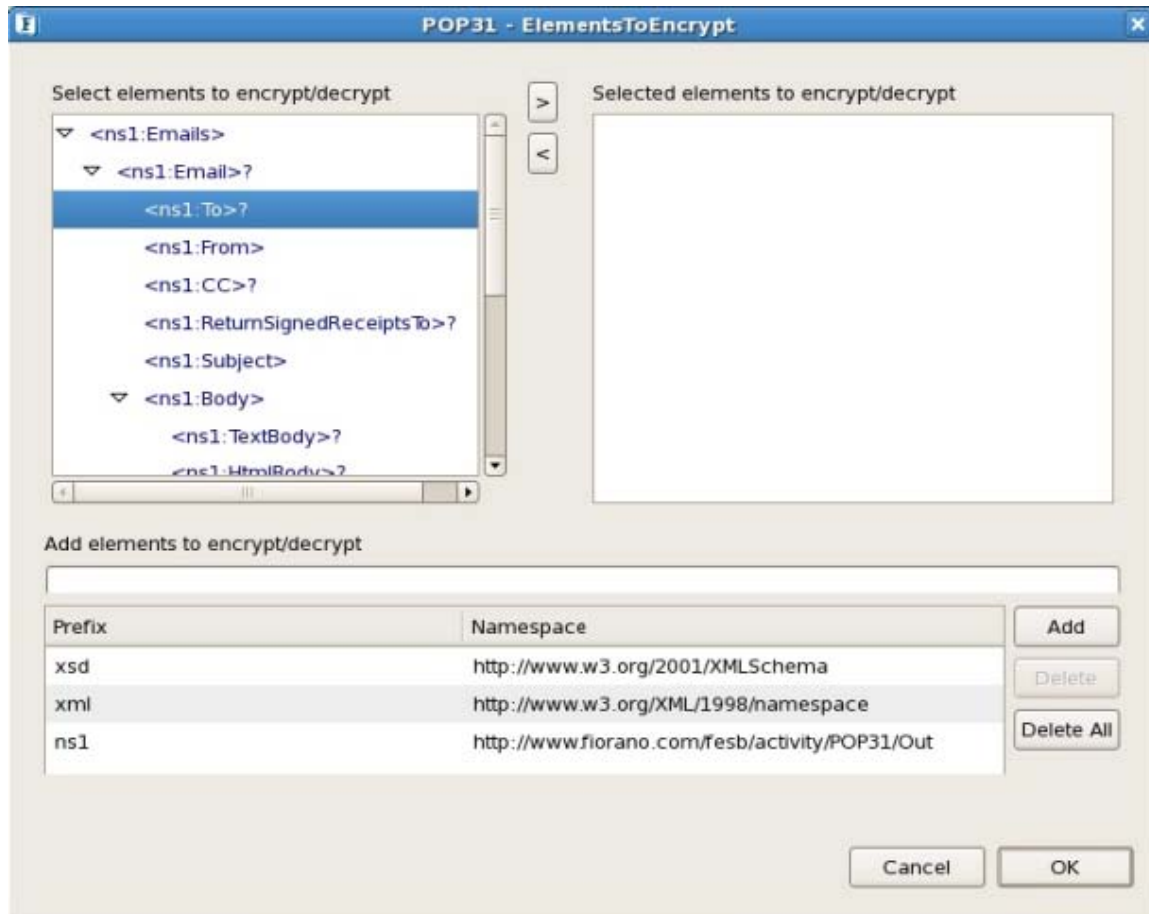 POP31 - ElementsToEncrypt
Select elements to encrypt/decrypt
>
<
Selected elements to encrypt/decrypt
<ns1:Emails>
<ns1:Email>?
<ns1:To>?
<ns1:From>
<ns1:CC>?
<ns1:ReturnSignedReceiptsTo>?
<ns1:Subject>
<ns1:Body>
<ns1:TextBody>?
<ns1:HtmlBody>?
Add elements to encrypt/decrypt
Prefix Namespace
xsd http://www.w3.org/2001/XMLSchema
xml http://www.w3.org/XML/1998/namespace
ns1 http://www.fiorano.com/fesb/activity/POP31/Out
Add
Delete
Delete All
Cancel OK